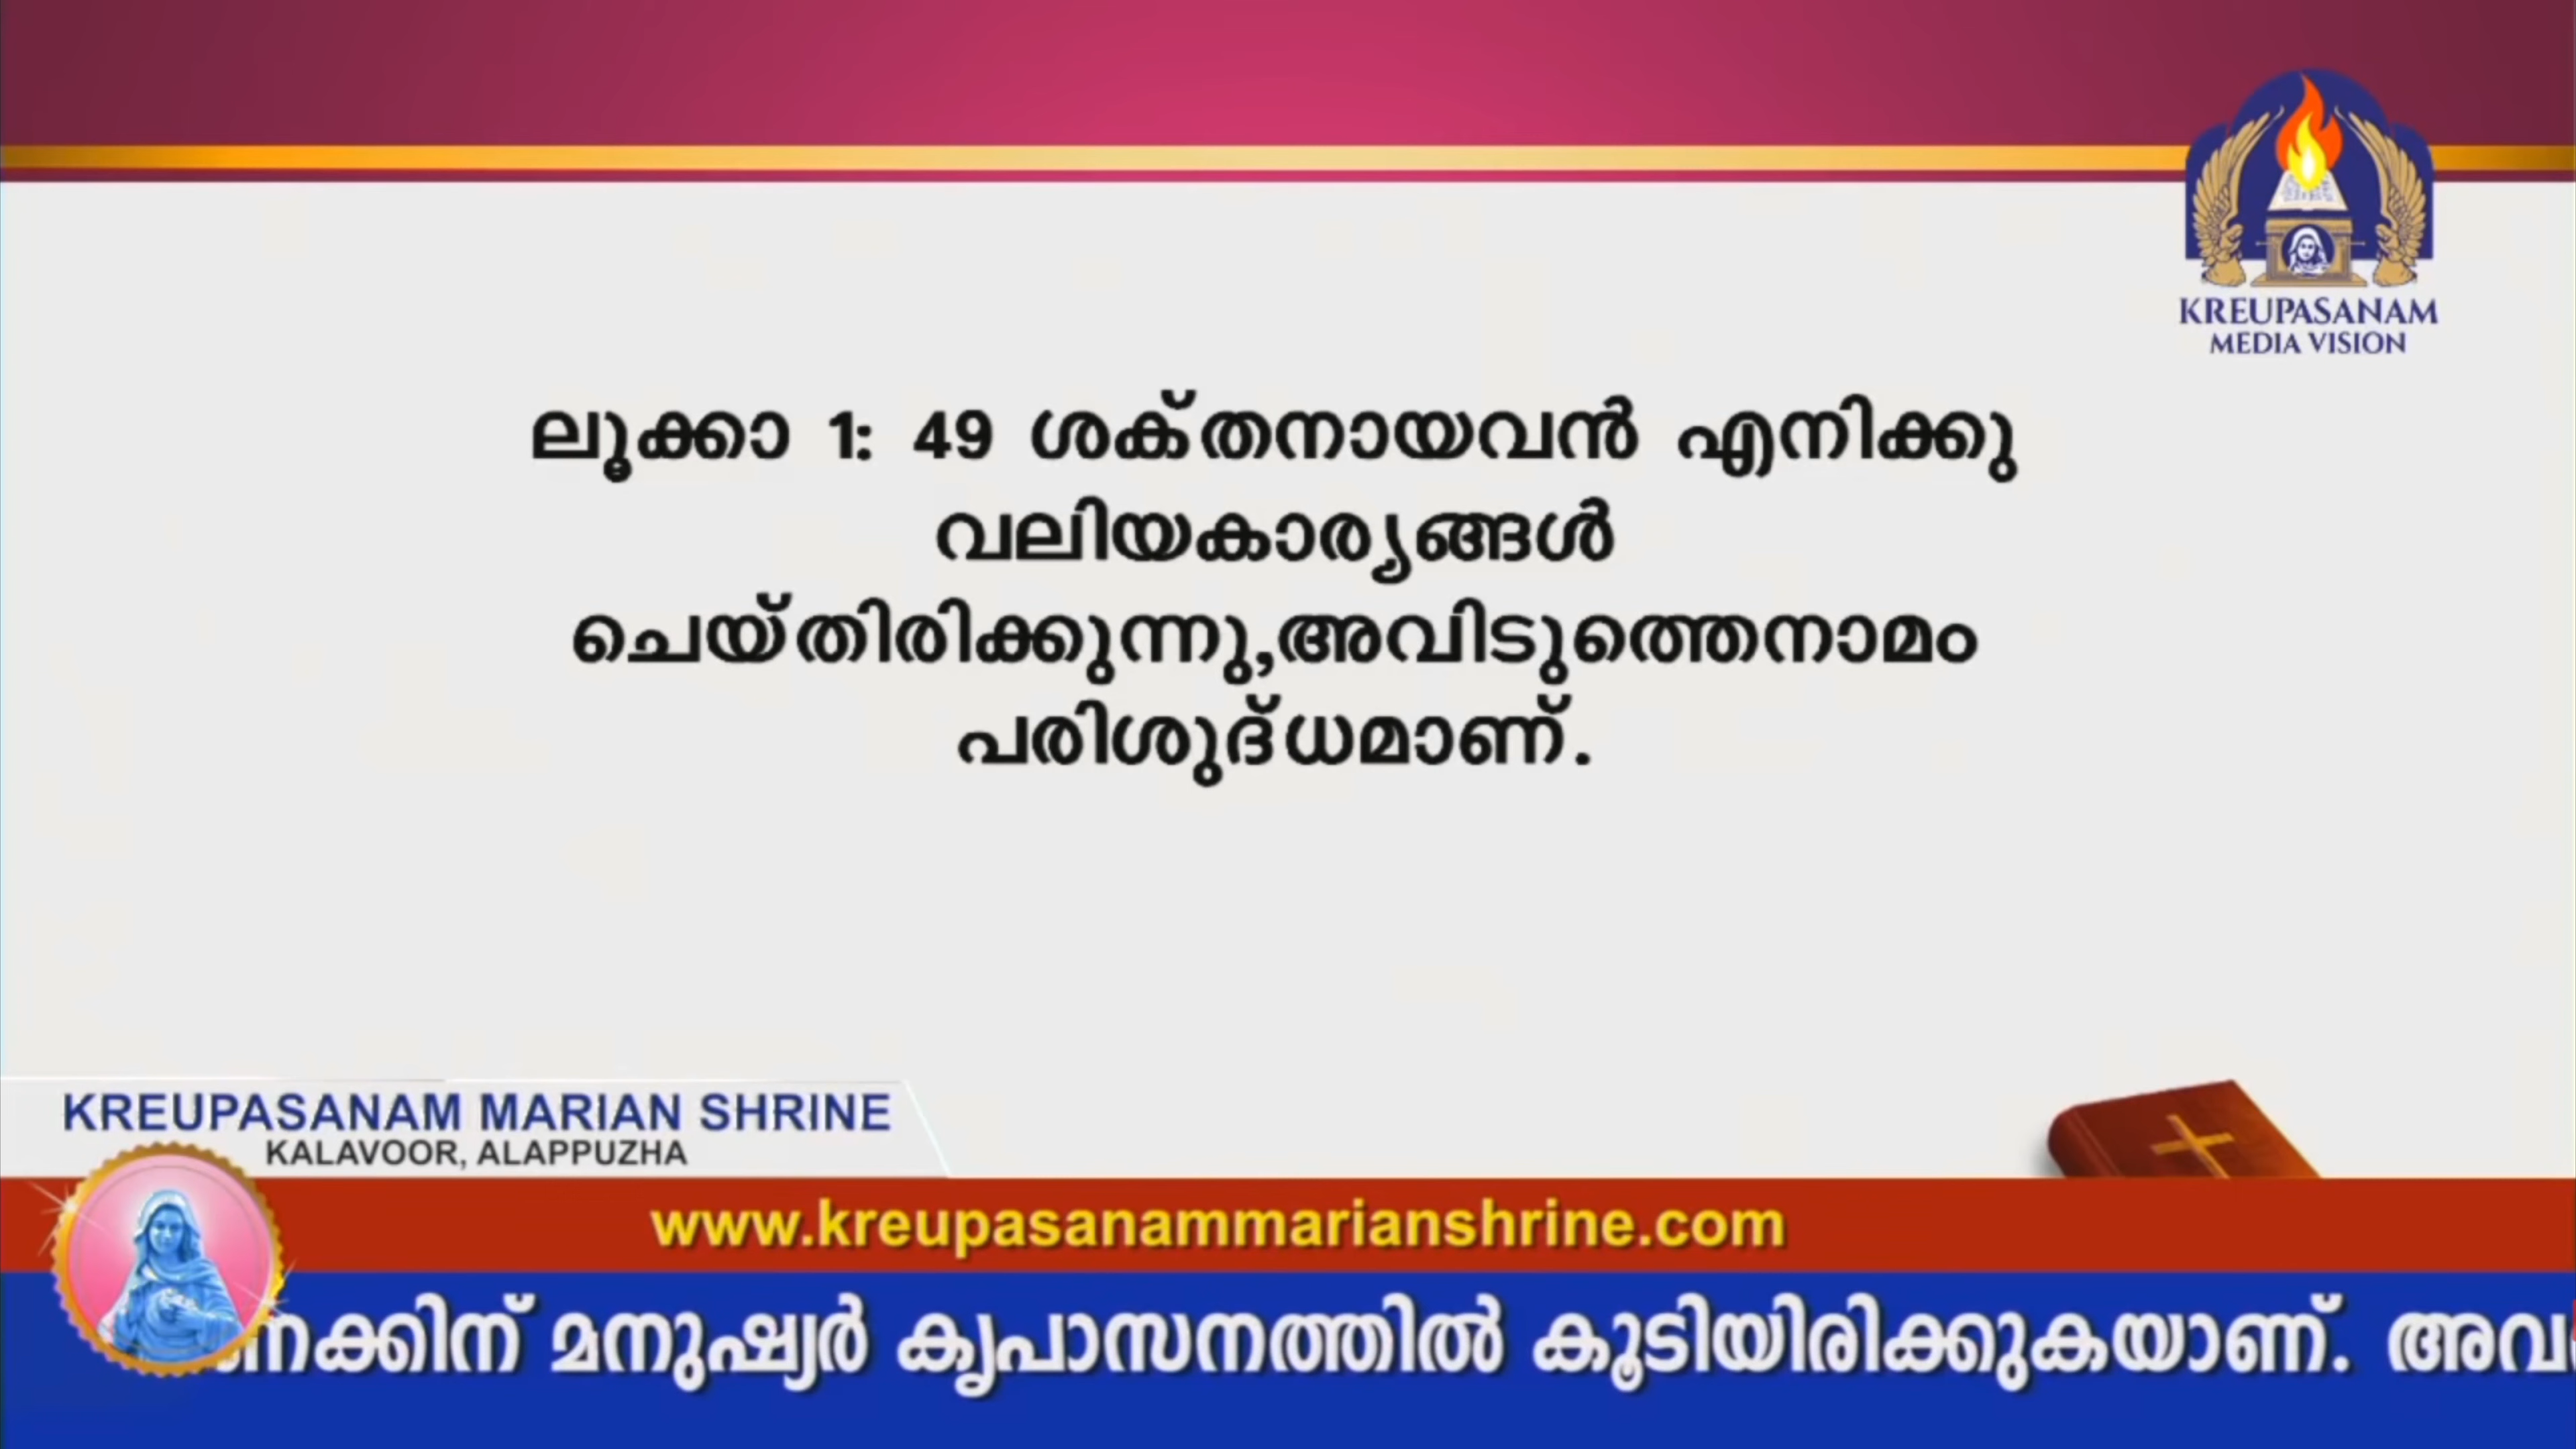 KREUPASANAM
MEDIA VISION
ലൂക്കാ 1: 49 ശക്‌തനായവൻ എനിക്കു
വലിയകാര്യങ്ങൾ
ചെയ്‌തിരിക്കുന്നു,അവിടുത്തെനാമം
പരിശുദ്‌ധമാണ്.
KREUPASANAM MARIAN SHRINE
KALAVOOR, ALAPPUZHA
www.kreupasanammarianshrine.com
മനുഷ്യർ കൃപാസനത്തിൽ കൂടിയിരിക്കുകയാണ്.